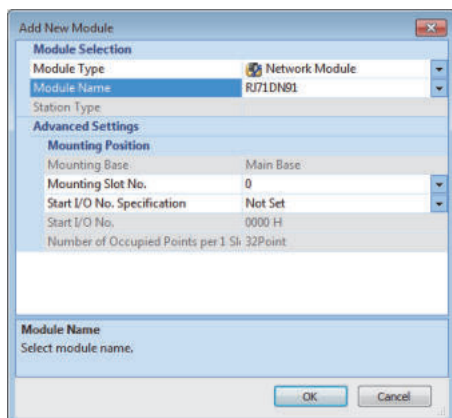 Add New Module
Module Selection
Module Type Network Module
Module Name RJ71DN91
Station Type
Advanced Settings
Mounting Position
Mounting Base Main Base
Mounting Slot No. 0
Start I/O No. Specification Not Set
Start I/O No. 0000 H
Number of Occupied Points per 1 Sl 32Point
Module Name
Select module name.
OK Cancel